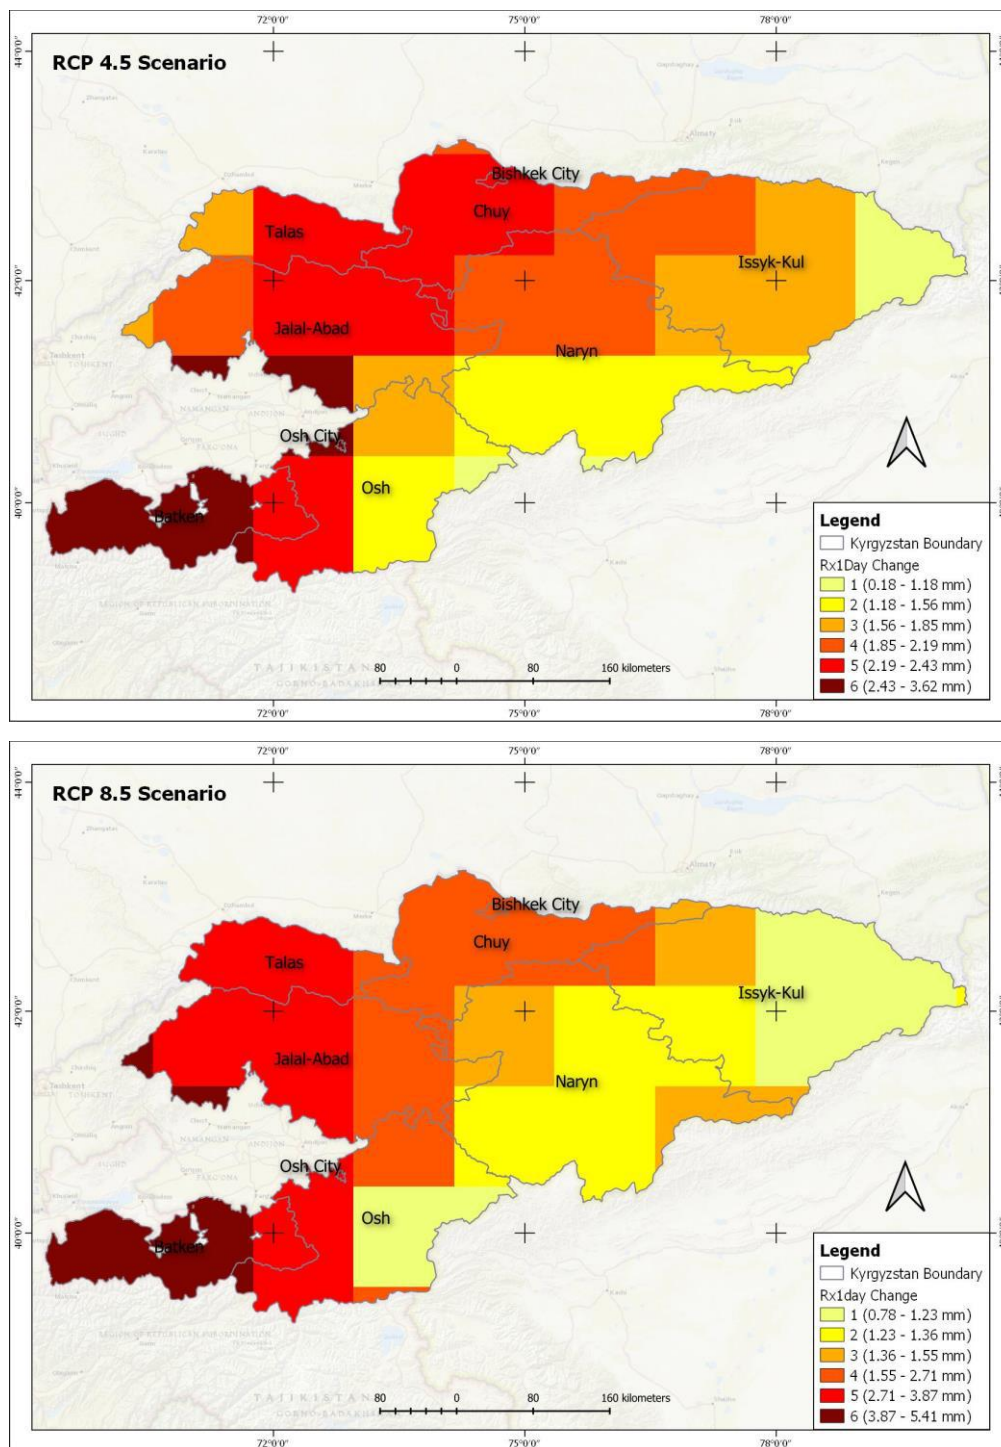 72°0'0" 75°0'0" 78°0'0"
44°0'0"
RCP 4.5 Scenario
Bishkek City
Chuy
Talas
Issyk-Kul
42°0'0"
Jalal-Abad
Naryn
Osh City
Osh
40°0'0"
Batken
TAJIKISTAN
80 0 80 160 kilometers
Legend
Kyrgyzstan Boundary
Rx1Day Change
1 (0.18 - 1.18 mm)
2 (1.18 - 1.56 mm)
3 (1.56 - 1.85 mm)
4 (1.85 - 2.19 mm)
5 (2.19 - 2.43 mm)
6 (2.43 - 3.62 mm)
72°0'0" 75°0'0" 78°0'0"
72°0'0" 75°0'0" 78°0'0"
44°0'0"
RCP 8.5 Scenario
Bishkek City
Chuy
Talas
Issyk-Kul
42°0'0"
Jalal-Abad
Naryn
Osh City
Osh
40°0'0"
Batken
TAJIKISTAN
80 0 80 160 kilometers
Legend
Kyrgyzstan Boundary
Rx1day Change
1 (0.78 - 1.23 mm)
2 (1.23 - 1.36 mm)
3 (1.36 - 1.55 mm)
4 (1.55 - 2.71 mm)
5 (2.71 - 3.87 mm)
6 (3.87 - 5.41 mm)
72°0'0" 75°0'0" 78°0'0"